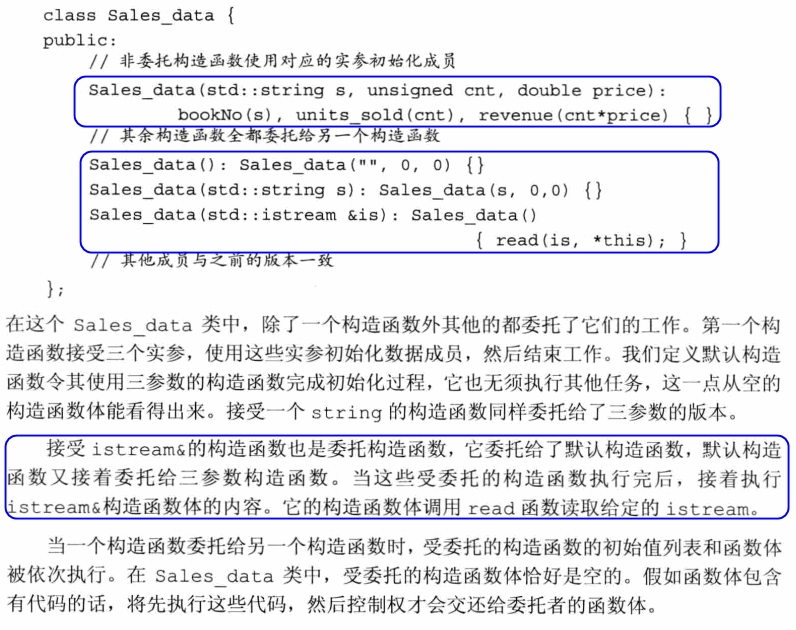 class Sales_data {
public:
// 非委托构造函数使用对应的实参初始化成员
Sales_data(std::string s, unsigned cnt, double price):
bookNo(s), units_sold(cnt), revenue(cnt*price) { }
// 其余构造函数全都委托给另一个构造函数
Sales_data(): Sales_data("", 0, 0) {}
Sales_data(std::string s): Sales_data(s, 0,0) {}
Sales_data(std::istream &is): Sales_data()
{ read(is, *this); }
// 其他成员与之前的版本一致
};
在这个 Sales_data 类中，除了一个构造函数外其他的都委托了它们的工作。第一个构
造函数接受三个实参，使用这些实参初始化数据成员，然后结束工作。我们定义默认构造
函数令其使用三参数的构造函数完成初始化过程，它也无须执行其他任务，这一点从空的
构造函数体能看得出来。接受一个 string 的构造函数同样委托给了三参数的版本。
接受 istream&的构造函数也是委托构造函数，它委托给了默认构造函数，默认构造
函数又接着委托给三参数构造函数。当这些受委托的构造函数执行完后，接着执行
istream&构造函数体的内容。它的构造函数体调用 read 函数读取给定的 istream。
当一个构造函数委托给另一个构造函数时，受委托的构造函数的初始值列表和函数体
被依次执行。在 Sales_data 类中，受委托的构造函数体恰好是空的。假如函数体包含
有代码的话，将先执行这些代码，然后控制权才会交还给委托者的函数体。